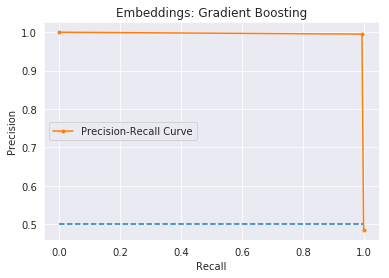 Embeddings: Gradient Boosting
1.0
0.9
0.8
0.7
0.6
0.5
Precision
Precision-Recall Curve
0.0 0.2 0.4 0.6 0.8 1.0
Recall